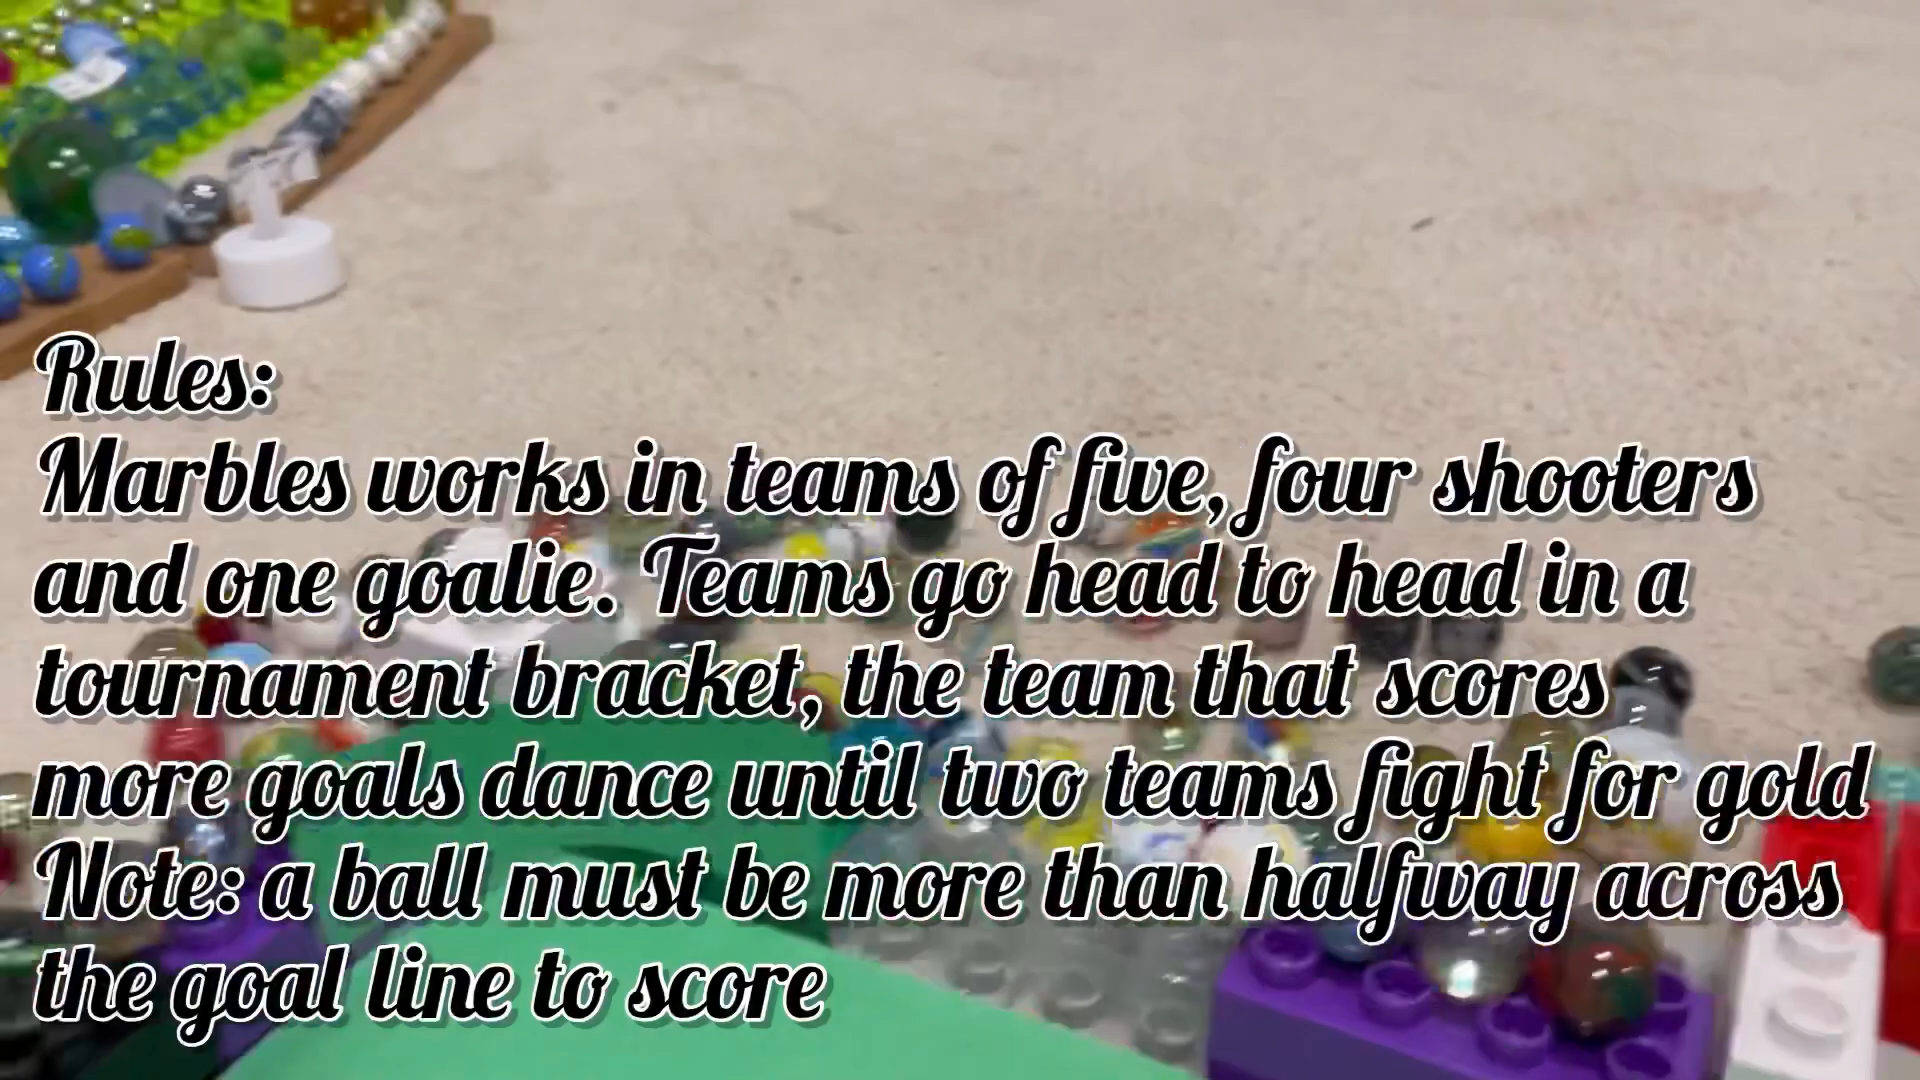 Rules:
Marbles works in teams of five, four shooters
and one goalie. Teams go head to head in a
tournament bracket, the team that scores
more goals dance until two teams fight for gold
Note: a ball must be more than halfway across
the goal line to score